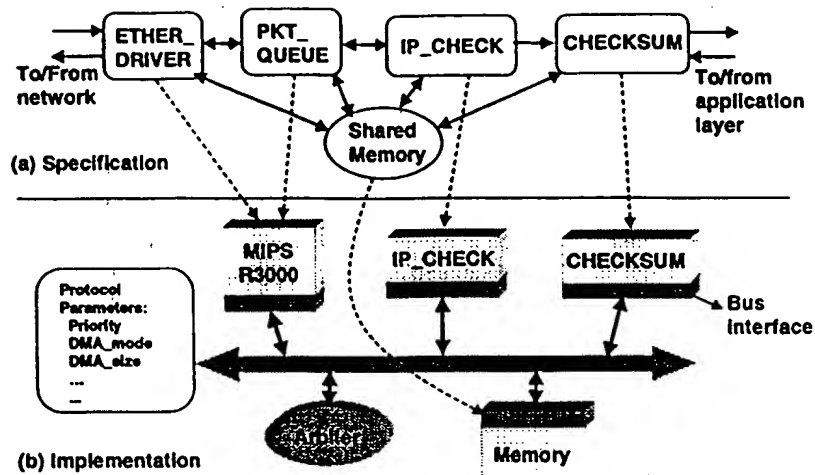 ETHER_
DRIVER
PKT_
QUEUE
IP_CHECK
CHECKSUM
To/From
network
To/from
application
layer
Shared
Memory
(a) Specification
MIPS
R3000
IP_CHECK
CHECKSUM
Protocol
Parameters:
Priority
DMA_mode
DMA_size
...
...
Bus
interface
Arbiter
Memory
(b) Implementation